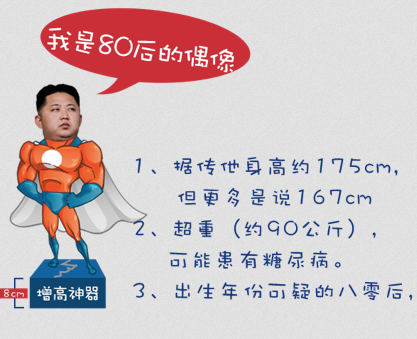 我是80后的偶像
1、据传他身高约175cm,
但更多是说167cm
2、超重（约90公斤）,
可能患有糖尿病。
3、出生年份可疑的八零后,
8cm
增高神器